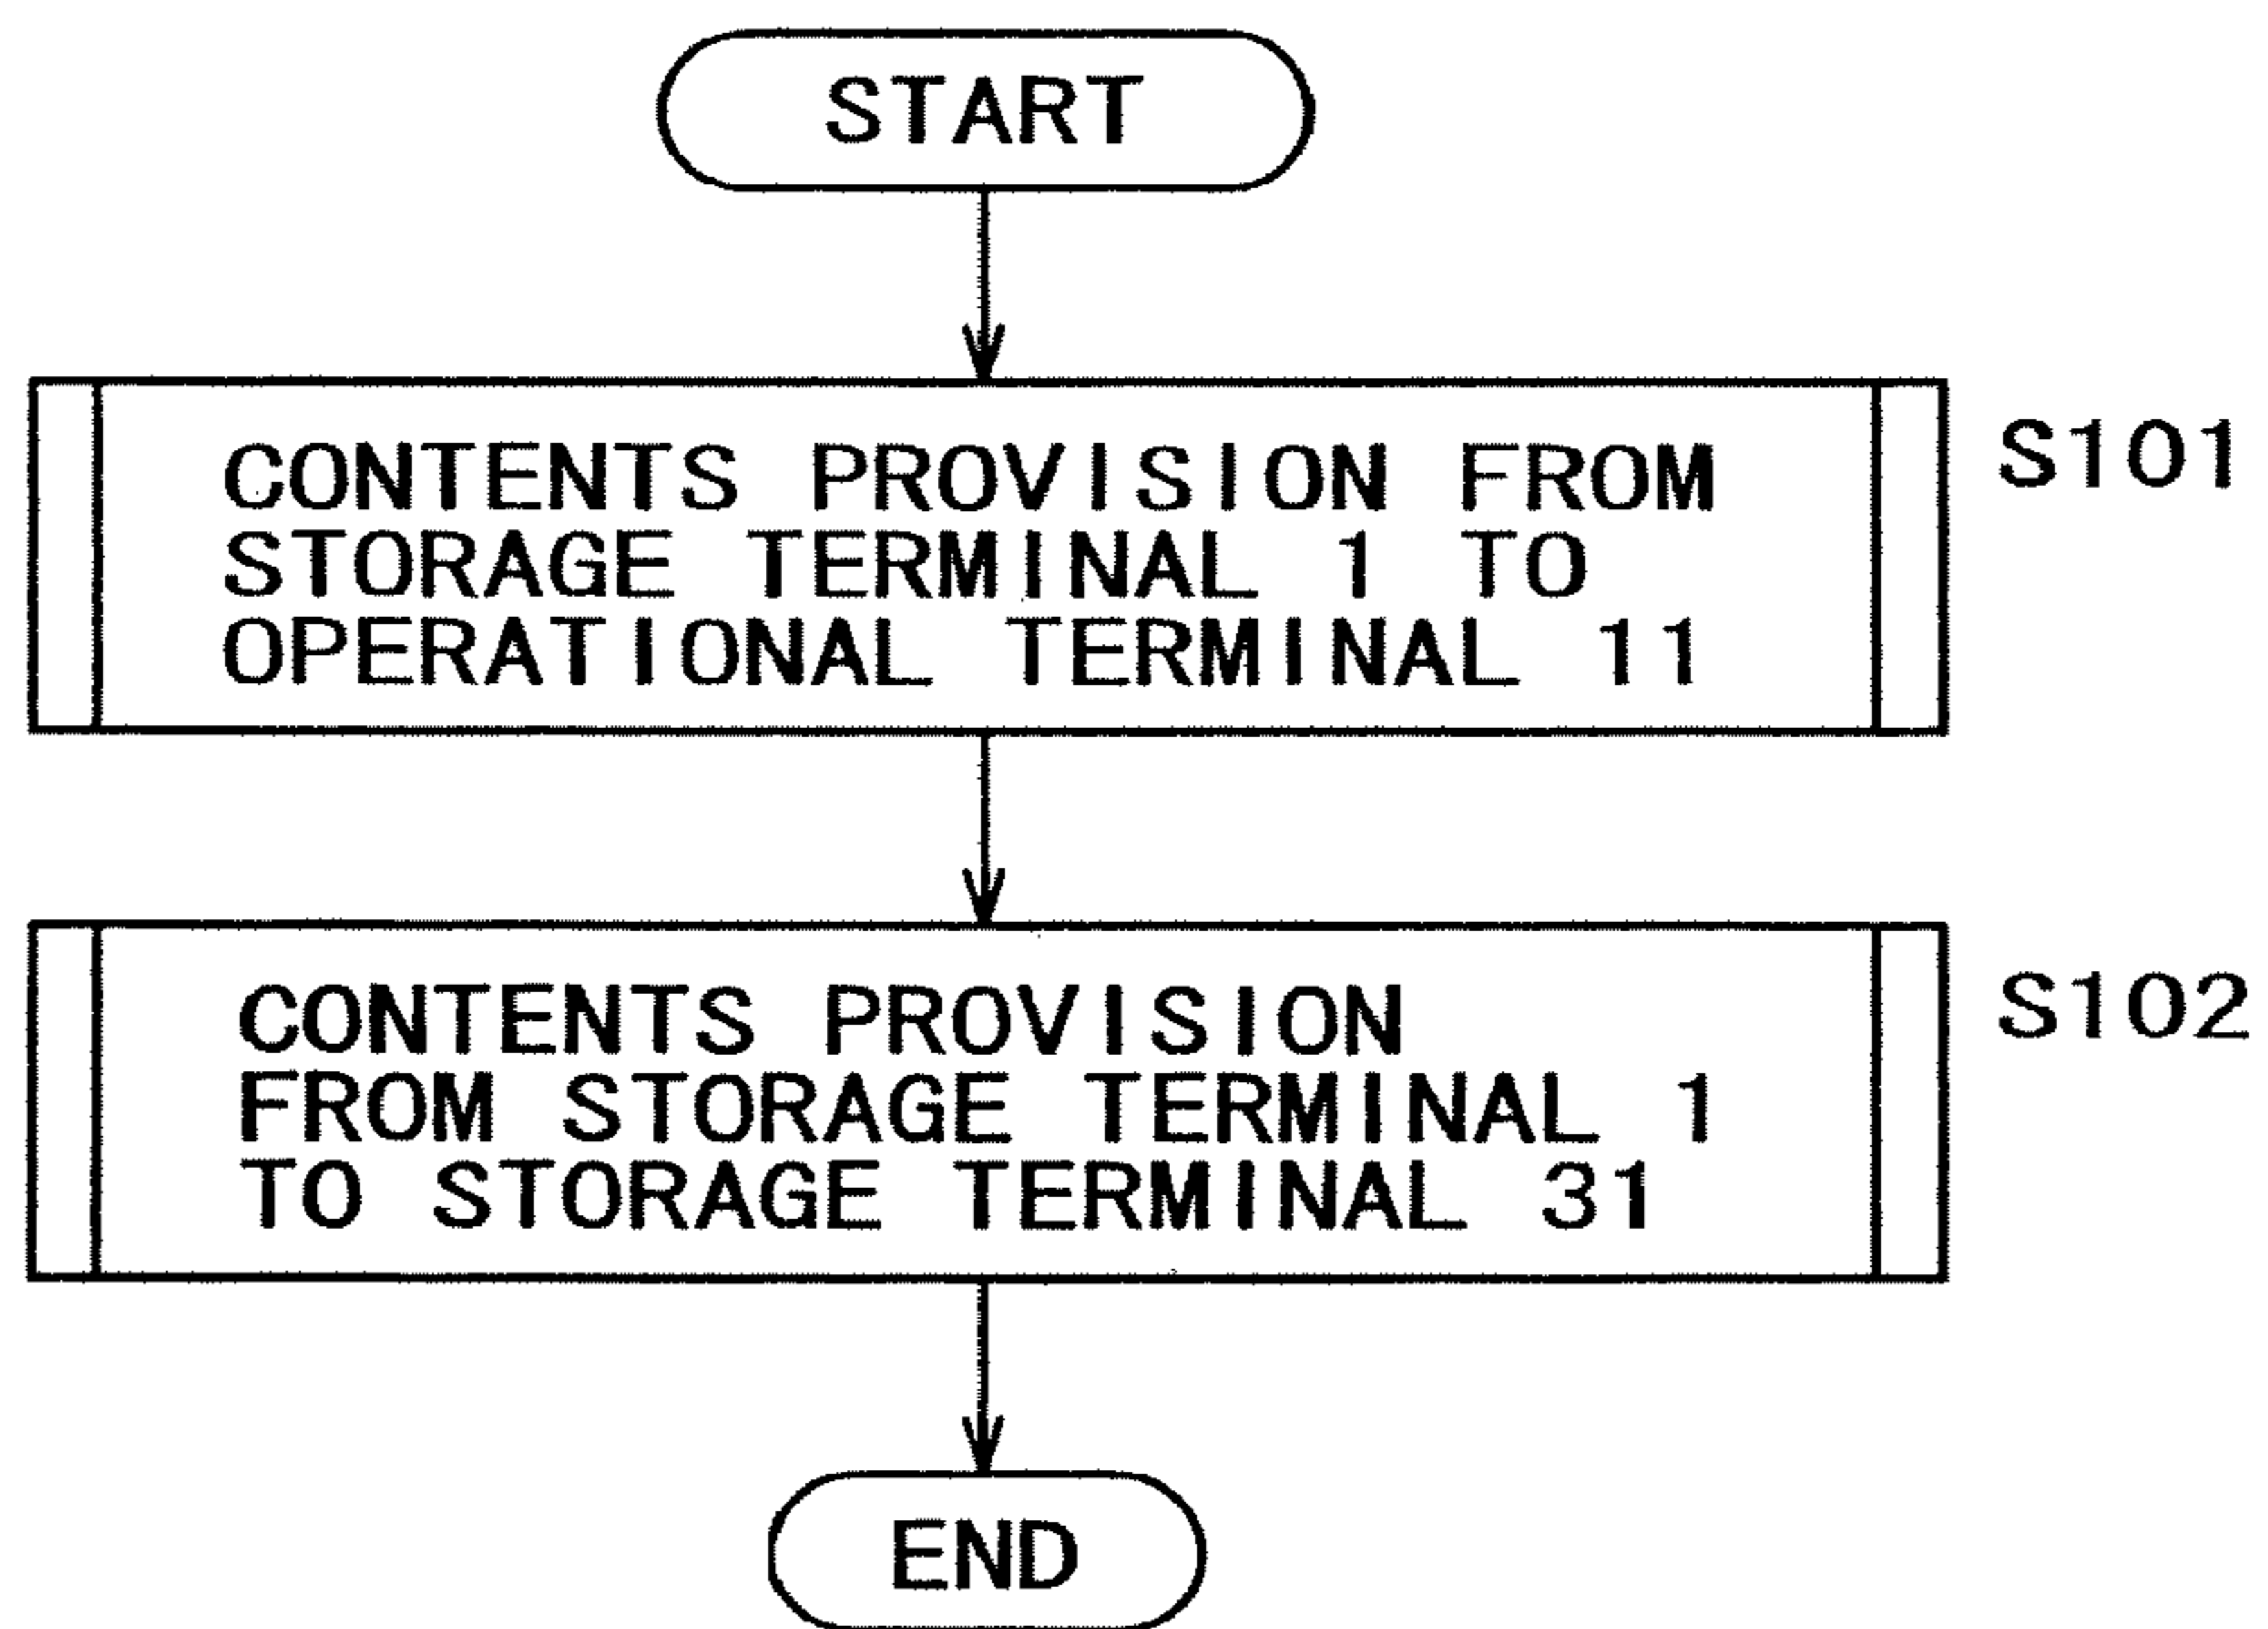 START
CONTENTS PROVISION FROM
STORAGE TERMINAL 1 TO
OPERATIONAL TERMINAL 11
S101
CONTENTS PROVISION
FROM STORAGE TERMINAL 1
TO STORAGE TERMINAL 31
S102
END